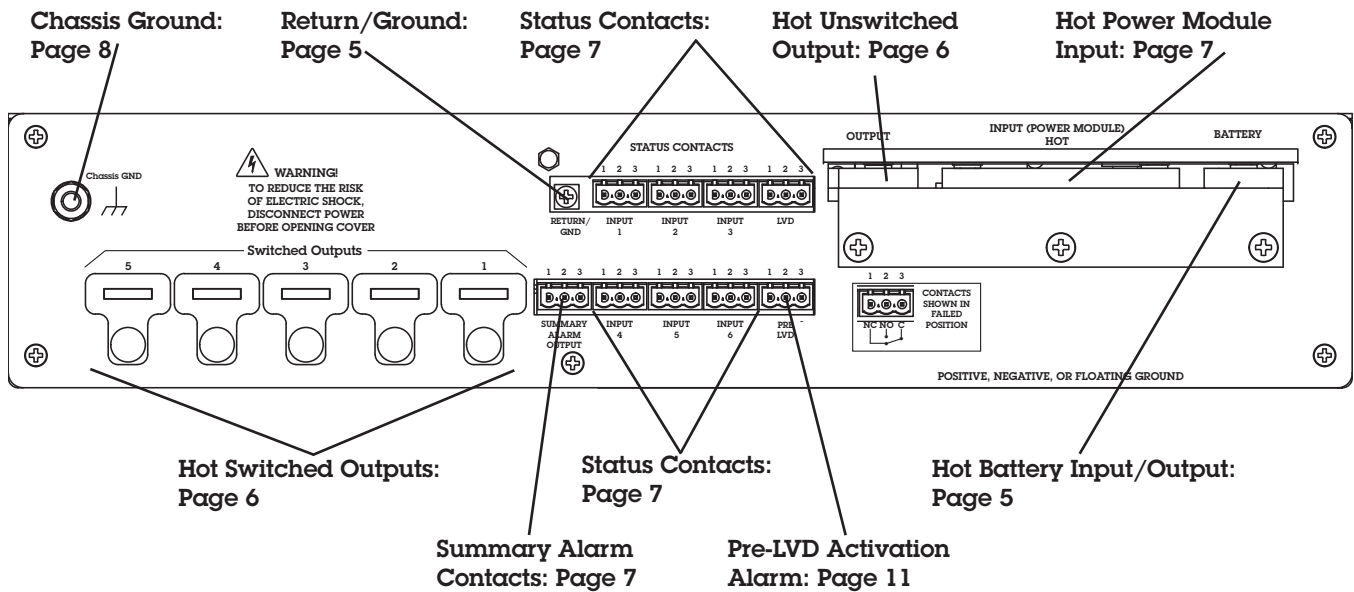 Chassis Ground:
Page 8
Return/Ground:
Page 5
Status Contacts:
Page 7
Hot Unswitched
Output: Page 6
Hot Power Module
Input: Page 7
Chassis GND
WARNING!
TO REDUCE THE RISK
OF ELECTRIC SHOCK,
DISCONNECT POWER
BEFORE OPENING COVER
STATUS CONTACTS
1 2 3 1 2 3 1 2 3 1 2 3
RETURN/
GND
INPUT
1
INPUT
2
INPUT
3
LVD
OUTPUT
INPUT (POWER MODULE)
HOT
BATTERY
Switched Outputs
5 4 3 2 1
1 2 3 1 2 3 1 2 3 1 2 3 1 2 3
SUMMARY
ALARM
OUTPUT
INPUT
4
INPUT
5
INPUT
6
PRE-
LVD
1 2 3
NC NO C
CONTACTS
SHOWN IN
FAILED
POSITION
POSITIVE, NEGATIVE, OR FLOATING GROUND
Hot Switched Outputs:
Page 6
Status Contacts:
Page 7
Hot Battery Input/Output:
Page 5
Summary Alarm
Contacts: Page 7
Pre-LVD Activation
Alarm: Page 11